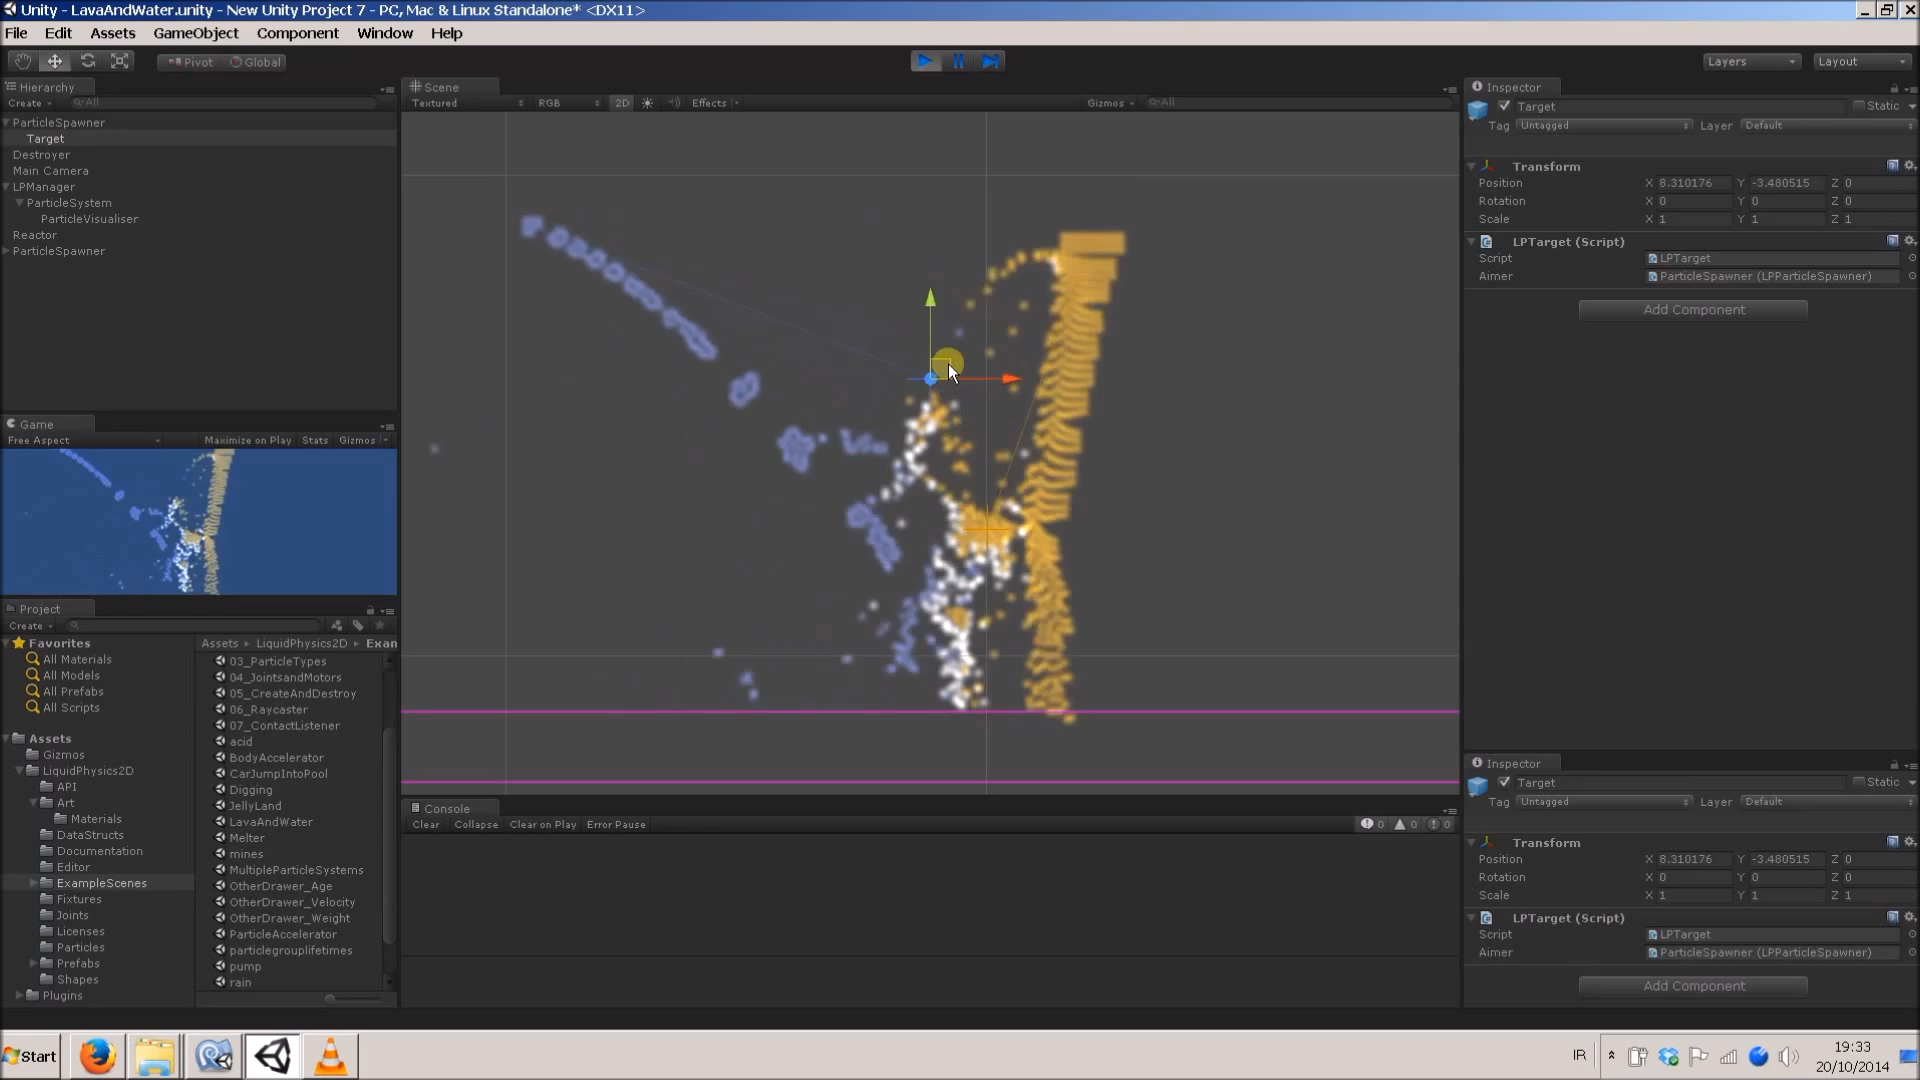 Unity - LavaAndWater.unity - New Unity Project 7 - PC, Mac & Linux Standalone* <DX11>
File Edit Assets GameObject Component Window Help
Pivot Global Layers Layout
Hierarchy
Create All
ParticleSpawner
Target
Destroyer
Main Camera
LPManager
ParticleSystem
ParticleVisualiser
Reactor
ParticleSpawner
Game
Free Aspect Maximize on Play Stats Gizmos
Project
Create
Favorites
All Materials
All Models
All Prefabs
All Scripts
Assets
Gizmos
LiquidPhysics2D
API
Art
Materials
DataStructs
Documentation
Editor
ExampleScenes
Fixtures
Joints
Licenses
Particles
Prefabs
Shapes
Plugins
Assets LiquidPhysics2D Exan
03_ParticleTypes
04_JointsandMotors
05_CreateAndDestroy
06_Raycaster
07_ContactListener
acid
BodyAccelerator
CarJumpIntoPool
Digging
JellyLand
LavaAndWater
Melter
mines
MultipleParticleSystems
OtherDrawer_Age
OtherDrawer_Velocity
OtherDrawer_Weight
ParticleAccelerator
particlegrouplifetimes
pump
rain
Scene
Textured RGB 2D Effects Gizmos All
Console
Clear Collapse Clear on Play Error Pause 0 0 0
Inspector
Target Static
Tag Untagged Layer Default
Transform
Position X 8.310176 Y -3.480515 Z 0
Rotation X 0 Y 0 Z 0
Scale X 1 Y 1 Z 1
LPTarget (Script)
Script LPTarget
Aimer ParticleSpawner (LPParticleSpawner)
Add Component
Inspector
Target Static
Tag Untagged Layer Default
Transform
Position X 8.310176 Y -3.480515 Z 0
Rotation X 0 Y 0 Z 0
Scale X 1 Y 1 Z 1
LPTarget (Script)
Script LPTarget
Aimer ParticleSpawner (LPParticleSpawner)
Add Component
Start IR 19:33
20/10/2014